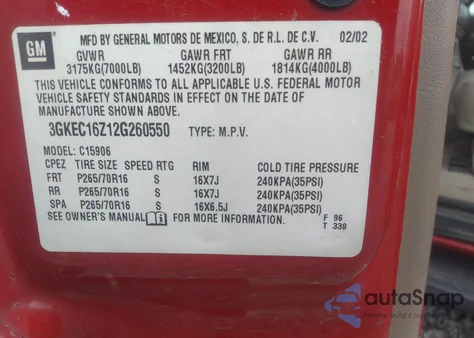 GM
MFD BY GENERAL MOTORS DE MEXICO, S. DE R.L. DE C.V. 02/02
GVWR GAWR FRT GAWR RR
3175KG(7000LB) 1452KG(3200LB) 1814KG(4000LB)
THIS VEHICLE CONFORMS TO ALL APPLICABLE U.S. FEDERAL MOTOR
VEHICLE SAFETY STANDARDS IN EFFECT ON THE DATE OF
MANUFACTURE SHOWN ABOVE.
3GKEC16Z12G260550 TYPE: M.P.V.
MODEL: C15906
CPEZ TIRE SIZE SPEED RTG RIM COLD TIRE PRESSURE
FRT P265/70R16 S 16X7J 240KPA(35PSI)
RR P265/70R16 S 16X7J 240KPA(35PSI)
SPA P265/70R16 S 16X6.5J 240KPA(35PSI)
SEE OWNER'S MANUAL FOR MORE INFORMATION. F 96
T 330
autaSnap